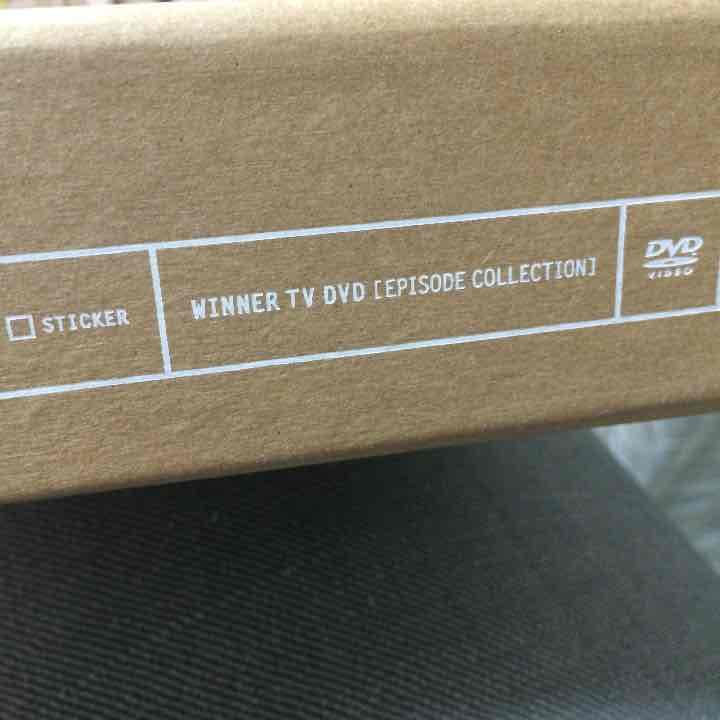 ☐ STICKER
WINNER TV DVD [EPISODE COLLECTION]
DVD
VIDEO